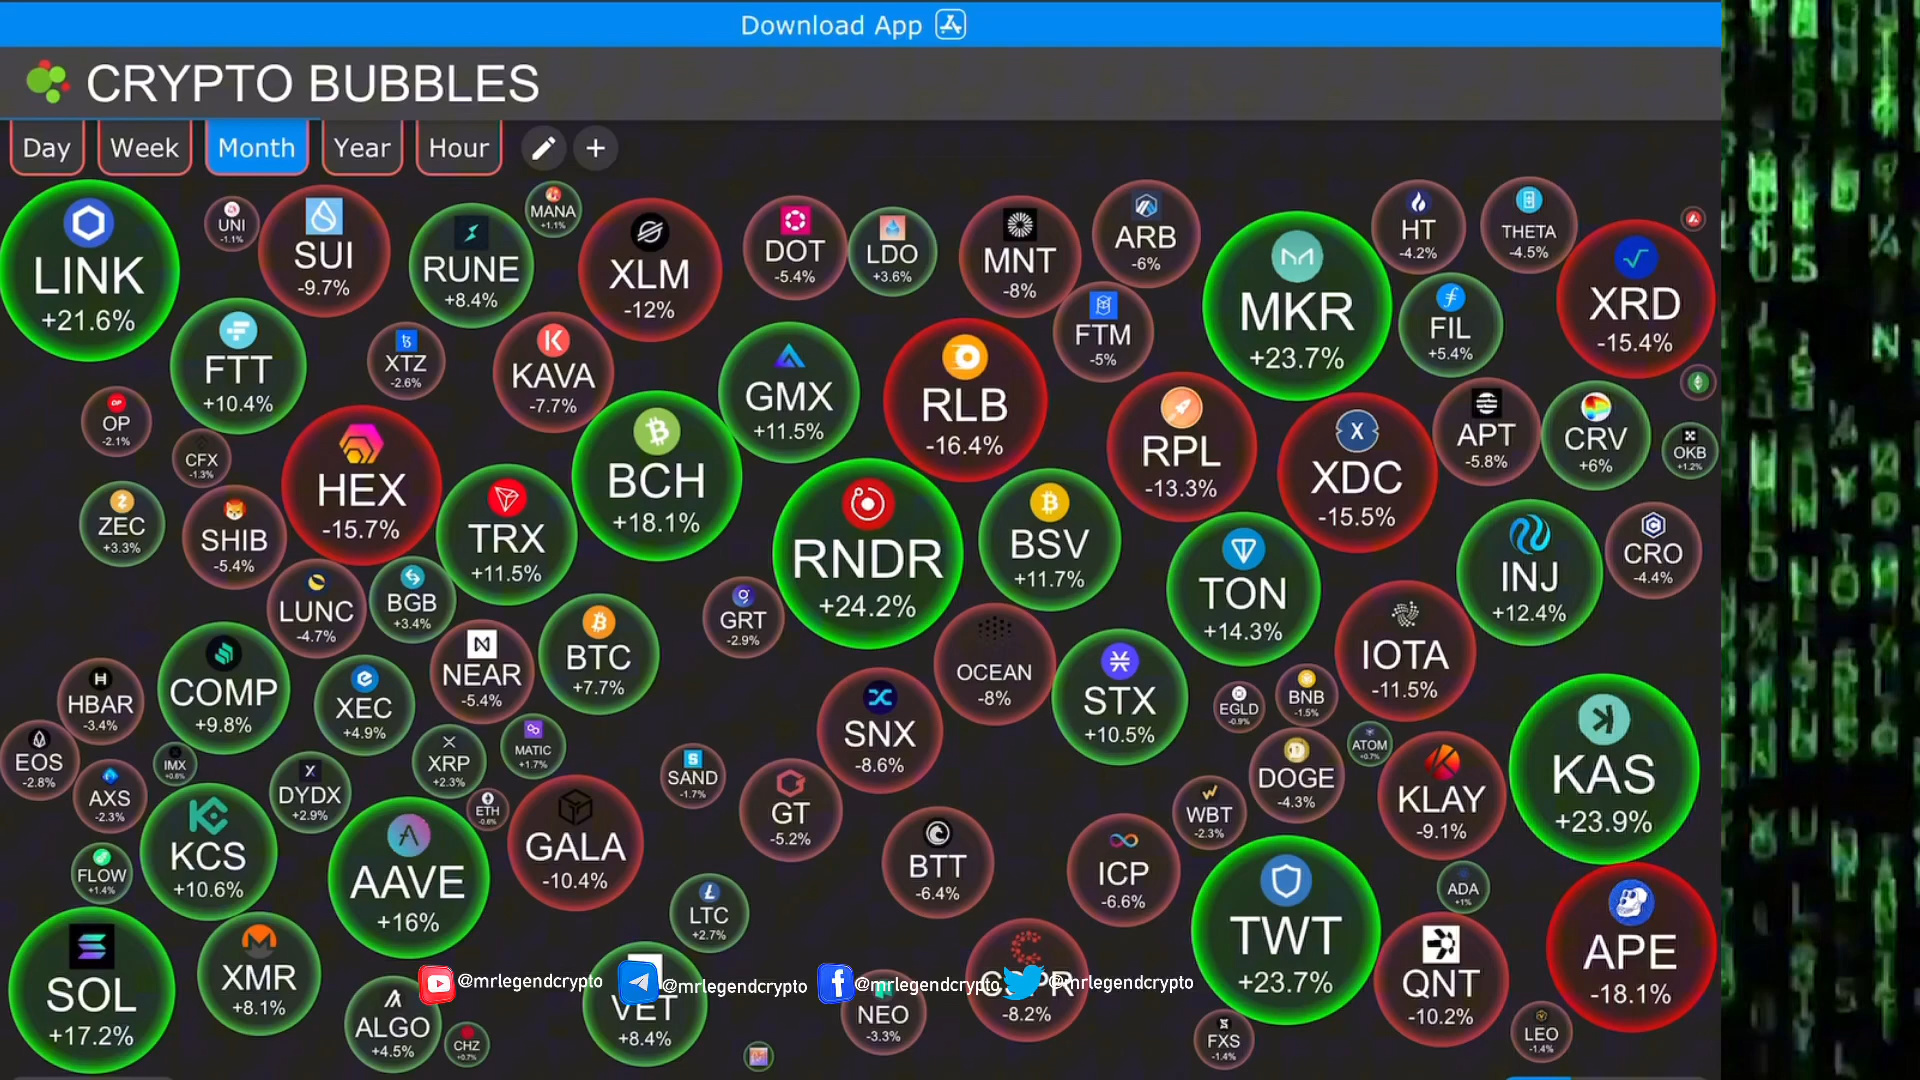 Download App
CRYPTO BUBBLES
Day Week Month Year Hour
LINK
+21.6%
UNI
-1.1%
SUI
-9.7%
RUNE
+8.4%
MANA
+1.1%
XLM
-12%
DOT
-5.4%
LDO
+3.6%
MNT
-8%
ARB
-6%
MKR
+23.7%
HT
-4.2%
THETA
-4.5%
XRD
-15.4%
FTT
+10.4%
XTZ
-2.6%
KAVA
-7.7%
GMX
+11.5%
RLB
-16.4%
FTM
-5%
FIL
+5.4%
OP
-2.1%
CFX
-1.3%
HEX
-15.7%
BCH
+18.1%
RPL
-13.3%
XDC
-15.5%
APT
-5.8%
CRV
+6%
OKB
+1.2%
ZEC
+3.3%
SHIB
-5.4%
TRX
+11.5%
RNDR
+24.2%
BSV
+11.7%
TON
+14.3%
INJ
+12.4%
CRO
-4.4%
LUNC
-4.7%
BGB
+3.4%
GRT
-2.9%
BTC
+7.7%
NEAR
-5.4%
OCEAN
-8%
IOTA
-11.5%
HBAR
-3.4%
COMP
+9.8%
XEC
+4.9%
STX
+10.5%
EGLD
-0.9%
BNB
-1.5%
EOS
-2.8%
IMX
+0.8%
XRP
+2.3%
MATIC
+1.7%
SNX
-8.6%
ATOM
+0.7%
KAS
+23.9%
AXS
-2.3%
DYDX
+2.9%
ETH
-0.6%
SAND
-1.7%
GT
-5.2%
DOGE
-4.3%
WBT
-2.3%
KLAY
-9.1%
KCS
+10.6%
AAVE
+16%
GALA
-10.4%
BTT
-6.4%
ICP
-6.6%
FLOW
+1.4%
LTC
+2.7%
TWT
+23.7%
ADA
+1%
APE
-18.1%
SOL
+17.2%
XMR
+8.1%
QNT
-10.2%
@mrlegendcrypto @mrlegendcrypto @mrlegendcrypto @mrlegendcrypto
ALGO
+4.5%
CHZ
+0.7%
VET
+8.4%
NEO
-3.3%
-8.2%
FXS
-1.4%
LEO
-1.4%